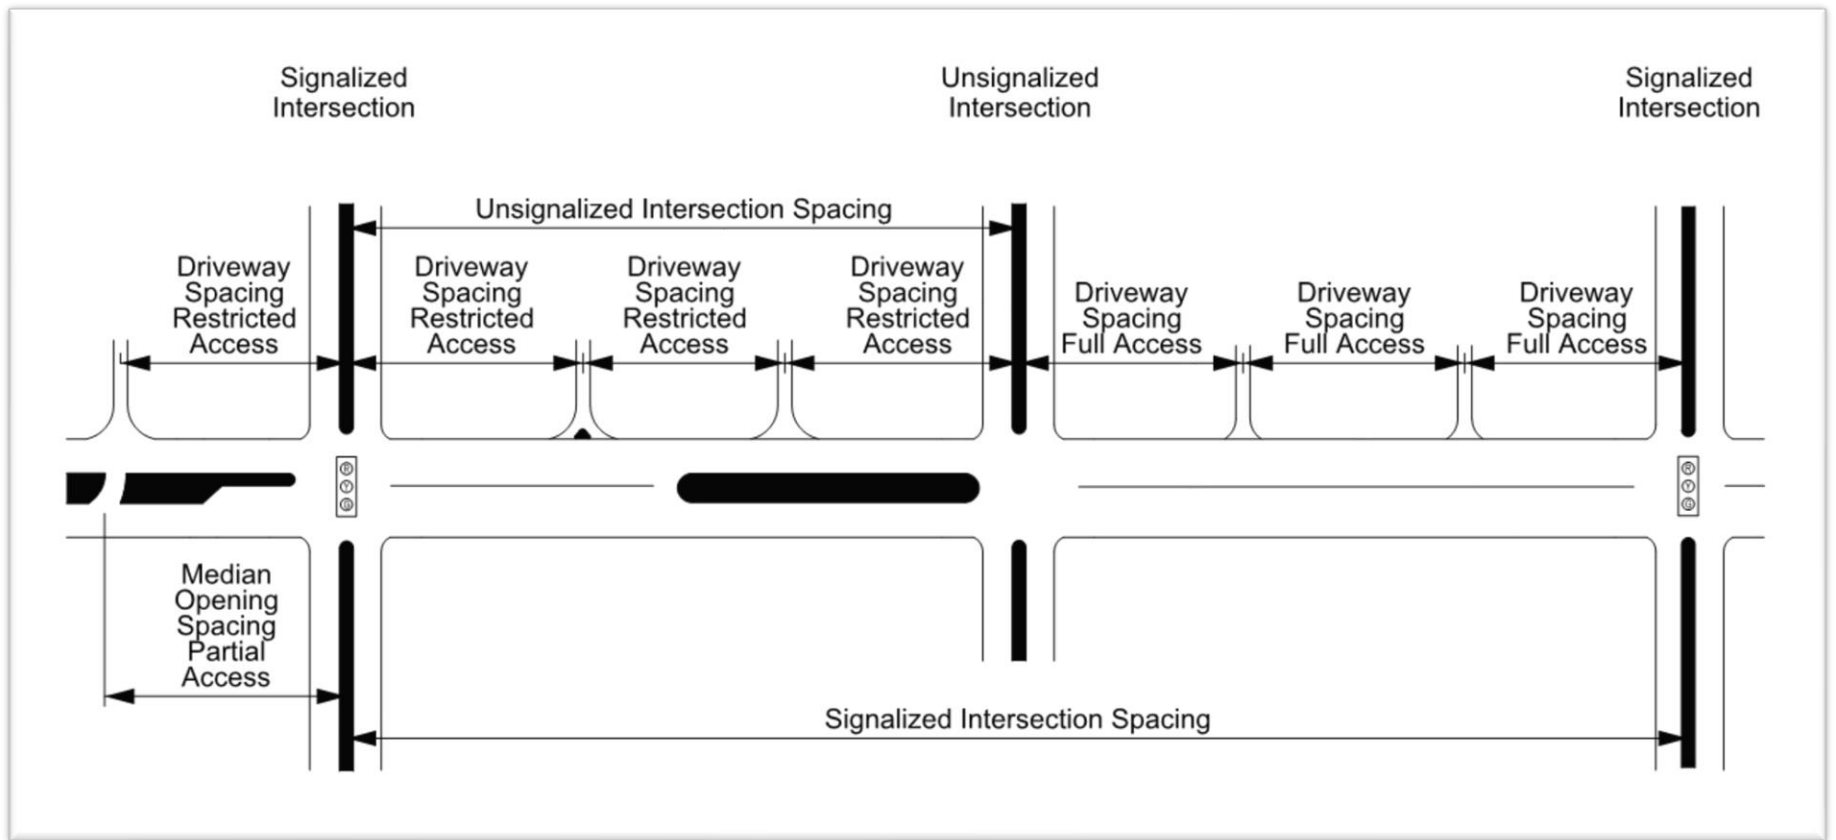 Signalized
Intersection
Unsignalized
Intersection
Signalized
Intersection
Unsignalized Intersection Spacing
Driveway
Spacing
Restricted
Access
Driveway
Spacing
Restricted
Access
Driveway
Spacing
Restricted
Access
Driveway
Spacing
Restricted
Access
Driveway
Spacing
Full Access
Driveway
Spacing
Full Access
Driveway
Spacing
Full Access
R
Y
G
R
Y
G
Median
Opening
Spacing
Partial
Access
Signalized Intersection Spacing